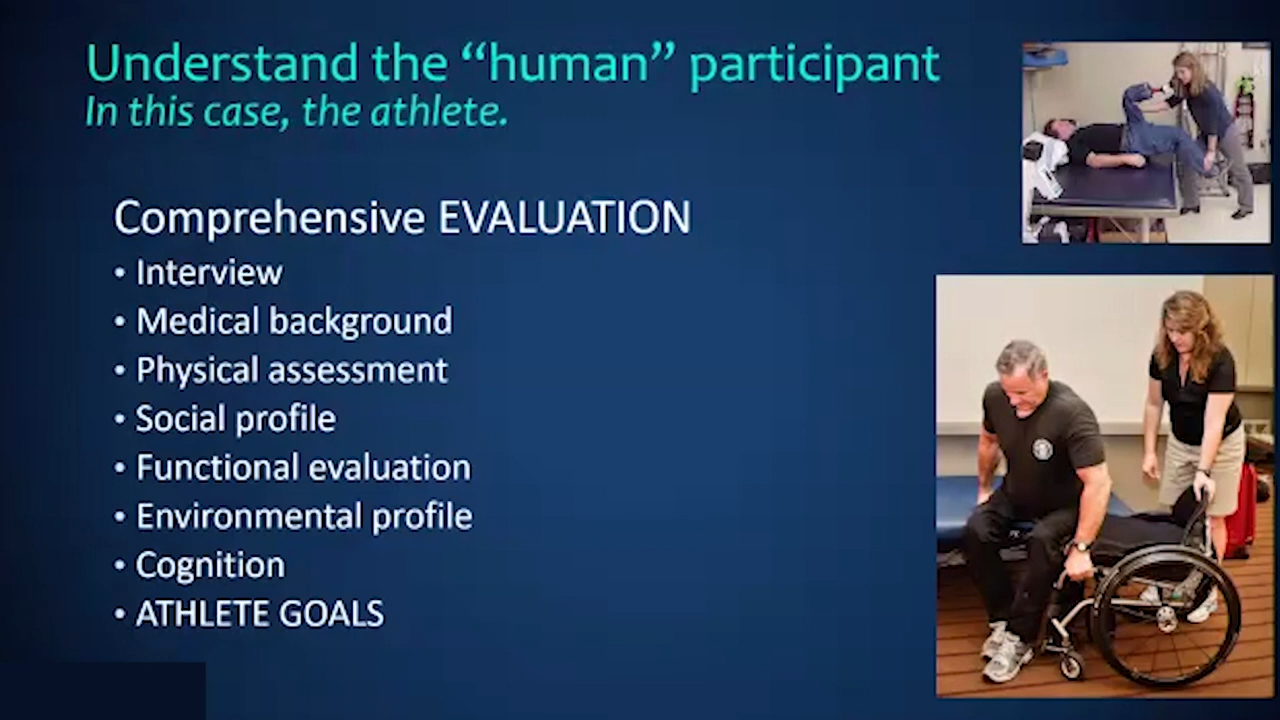 Understand the “human” participant
In this case, the athlete.
Comprehensive EVALUATION
• Interview
• Medical background
• Physical assessment
• Social profile
• Functional evaluation
• Environmental profile
• Cognition
• ATHLETE GOALS